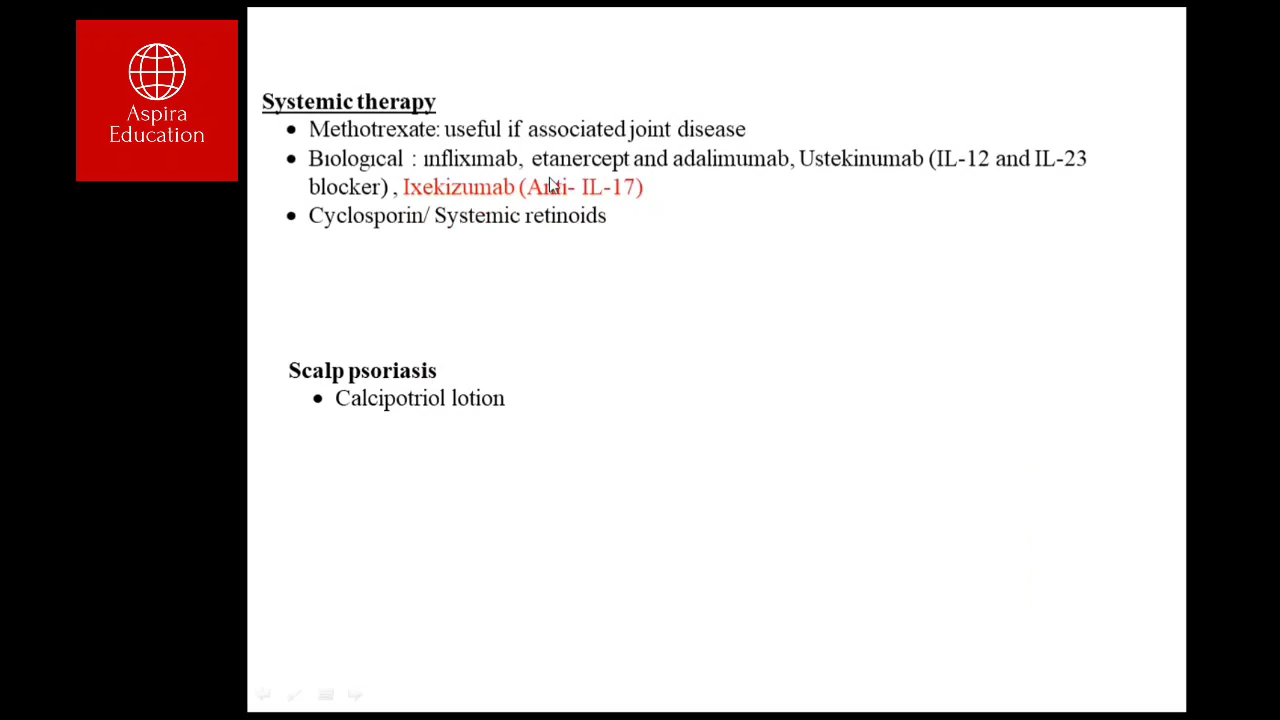 Aspira
Education
Systemic therapy
• Methotrexate: useful if associated joint disease
• Biological : infliximab, etanercept and adalimumab, Ustekinumab (IL-12 and IL-23
blocker) , Ixekizumab (Anti- IL-17)
• Cyclosporin/ Systemic retinoids
Scalp psoriasis
• Calcipotriol lotion